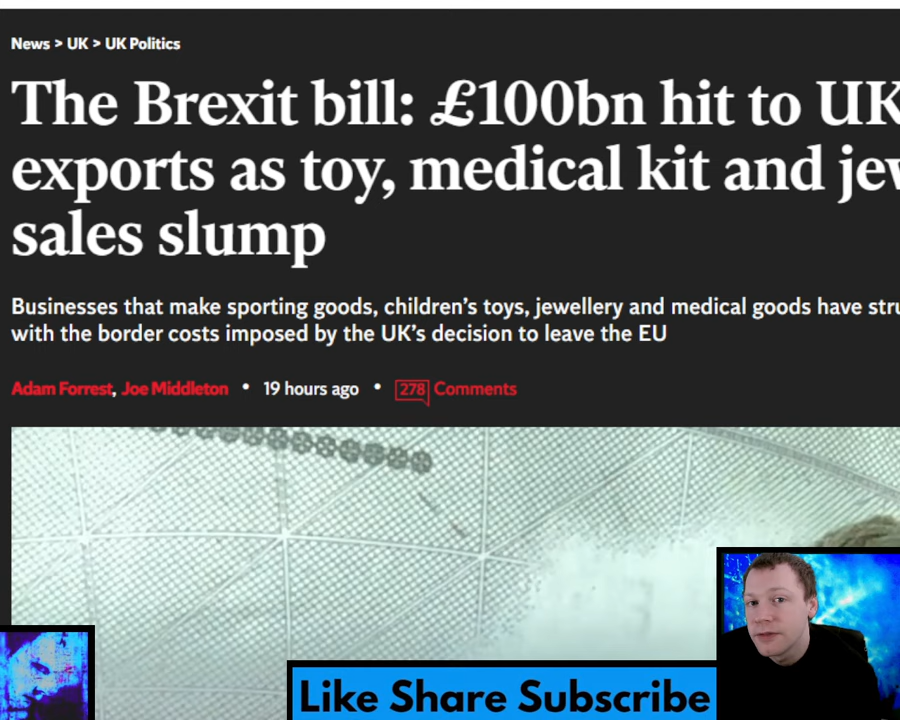 News > UK > UK Politics
The Brexit bill: £100bn hit to UK
exports as toy, medical kit and jew
sales slump
Businesses that make sporting goods, children's toys, jewellery and medical goods have stru
with the border costs imposed by the UK's decision to leave the EU
Adam Forrest, Joe Middleton • 19 hours ago • 278 Comments
Like Share Subscribe